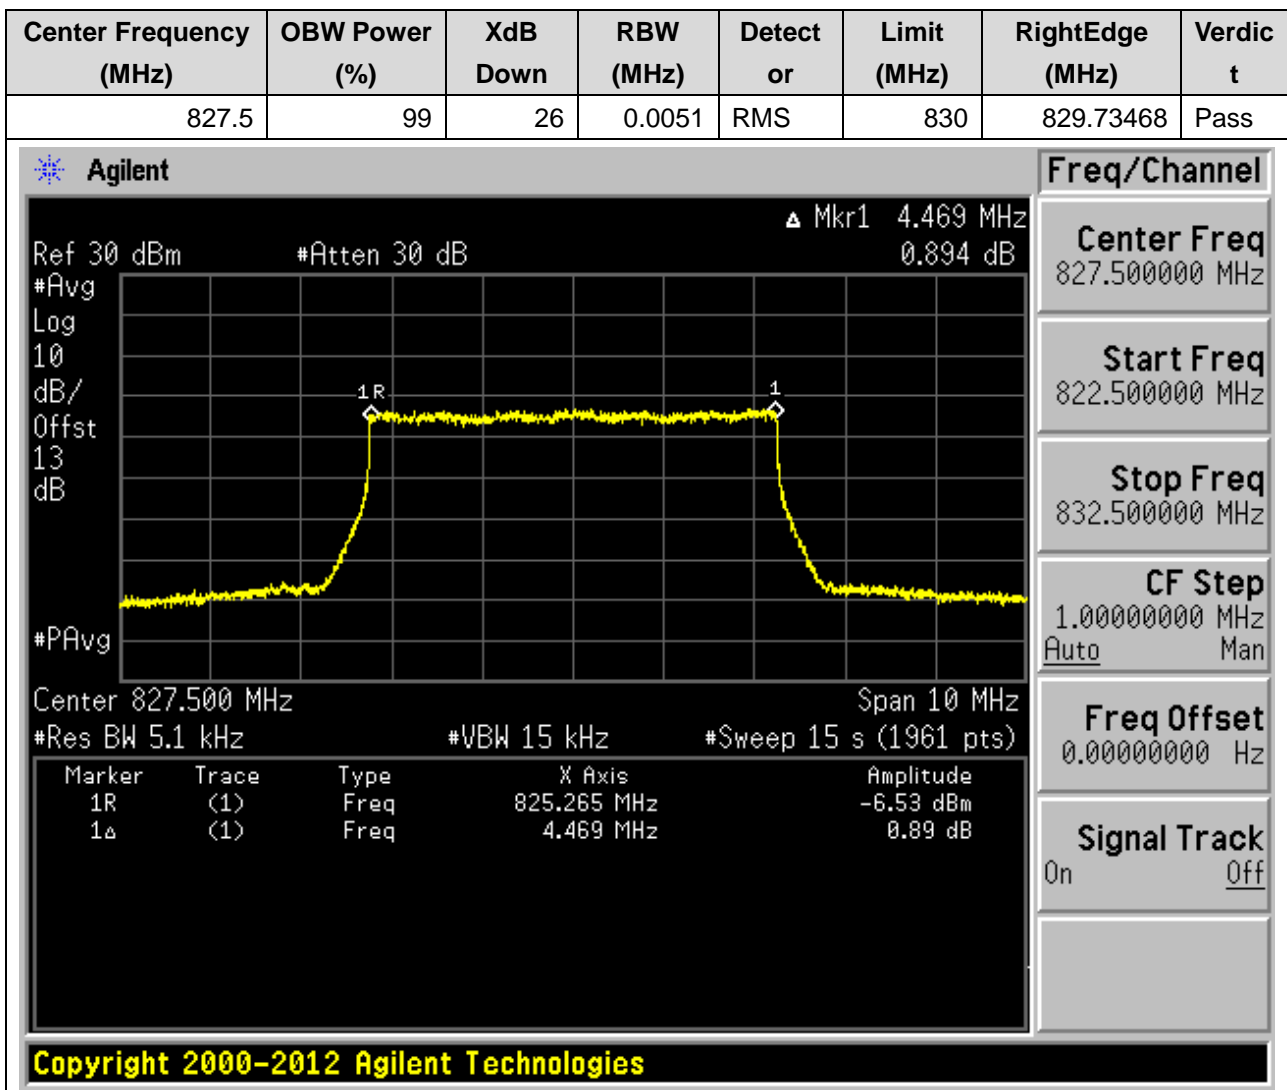 Center Frequency OBW Power XdB RBW Detect Limit RightEdge Verdic
(MHz) (%) Down (MHz) or (MHz) (MHz) t
827.5 99 26 0.0051 RMS 830 829.73468 Pass
Agilent Freq/Channel
Δ Mkr1 4.469 MHz
Ref 30 dBm #Atten 30 dB 0.894 dB
#Avg
Log
10
dB/
Offst
13
dB
1R 1
#PAvg
Center 827.500 MHz Span 10 MHz
#Res BW 5.1 kHz #VBW 15 kHz #Sweep 15 s (1961 pts)
Marker Trace Type X Axis Amplitude
1R (1) Freq 825.265 MHz -6.53 dBm
1Δ (1) Freq 4.469 MHz 0.89 dB
Center Freq
827.500000 MHz
Start Freq
822.500000 MHz
Stop Freq
832.500000 MHz
CF Step
1.00000000 MHz
Auto Man
Freq Offset
0.00000000 Hz
Signal Track
On Off
Copyright 2000-2012 Agilent Technologies